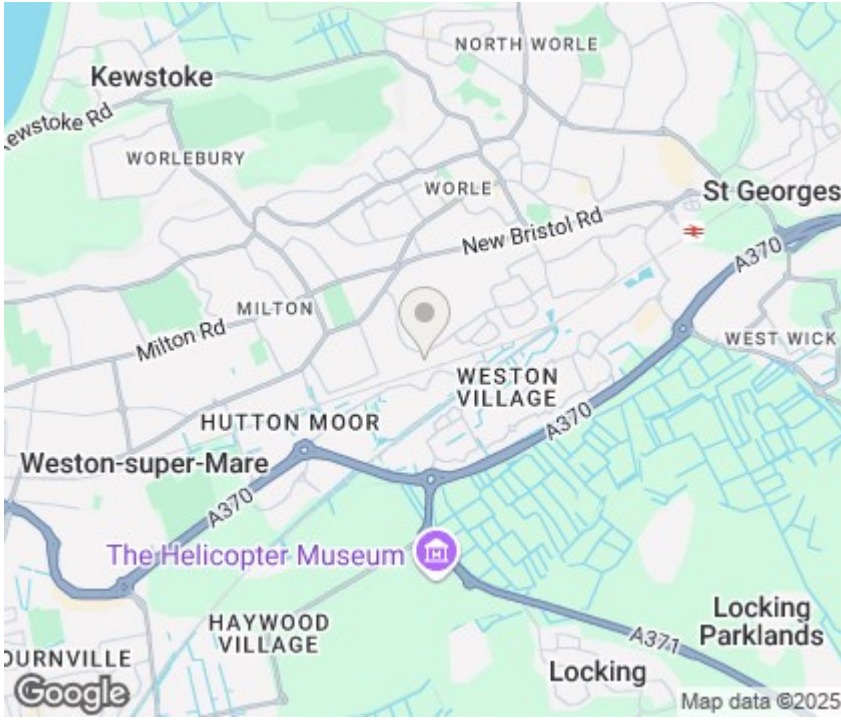 NORTH WORLE
Kewstoke
Kewstoke Rd
WORLEBURY
WORLE
St Georges
New Bristol Rd
A370
MILTON
Milton Rd
WEST WICK
WESTON
VILLAGE
A370
HUTTON MOOR
Weston-super-Mare
A370
The Helicopter Museum
HAYWOOD
VILLAGE
Locking
Parklands
A371
OURNVILLE
Locking
Google
Map data ©2025